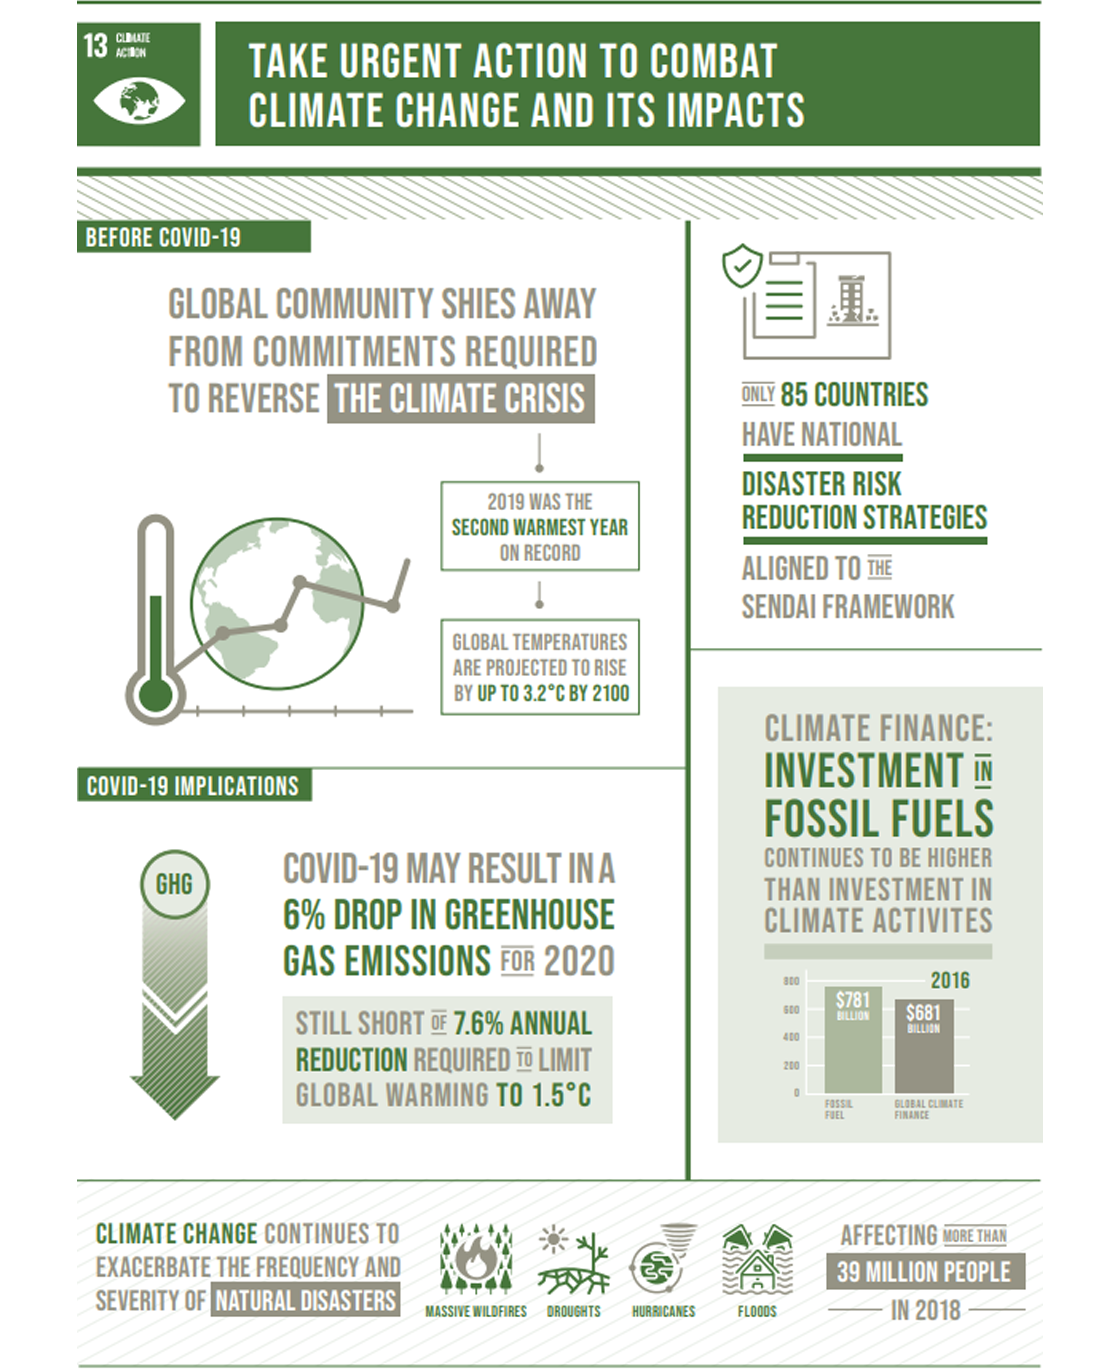 13 CLIMATE
ACTION
TAKE URGENT ACTION TO COMBAT
CLIMATE CHANGE AND ITS IMPACTS
BEFORE COVID-19
GLOBAL COMMUNITY SHIES AWAY
FROM COMMITMENTS REQUIRED
TO REVERSE THE CLIMATE CRISIS
2019 WAS THE
SECOND WARMEST YEAR
ON RECORD
GLOBAL TEMPERATURES
ARE PROJECTED TO RISE
BY UP TO 3.2°C BY 2100
ONLY 85 COUNTRIES
HAVE NATIONAL
DISASTER RISK
REDUCTION STRATEGIES
ALIGNED TO THE
SENDAI FRAMEWORK
COVID-19 IMPLICATIONS
GHG
COVID-19 MAY RESULT IN A
6% DROP IN GREENHOUSE
GAS EMISSIONS FOR 2020
STILL SHORT OF 7.6% ANNUAL
REDUCTION REQUIRED TO LIMIT
GLOBAL WARMING TO 1.5°C
CLIMATE FINANCE:
INVESTMENT IN
FOSSIL FUELS
CONTINUES TO BE HIGHER
THAN INVESTMENT IN
CLIMATE ACTIVITES
2016
800
600
400
200
0
$781
BILLION
$681
BILLION
FOSSIL
FUEL
GLOBAL CLIMATE
FINANCE
CLIMATE CHANGE CONTINUES TO
EXACERBATE THE FREQUENCY AND
SEVERITY OF NATURAL DISASTERS
MASSIVE WILDFIRES
DROUGHTS
HURRICANES
FLOODS
AFFECTING MORE THAN
39 MILLION PEOPLE
IN 2018